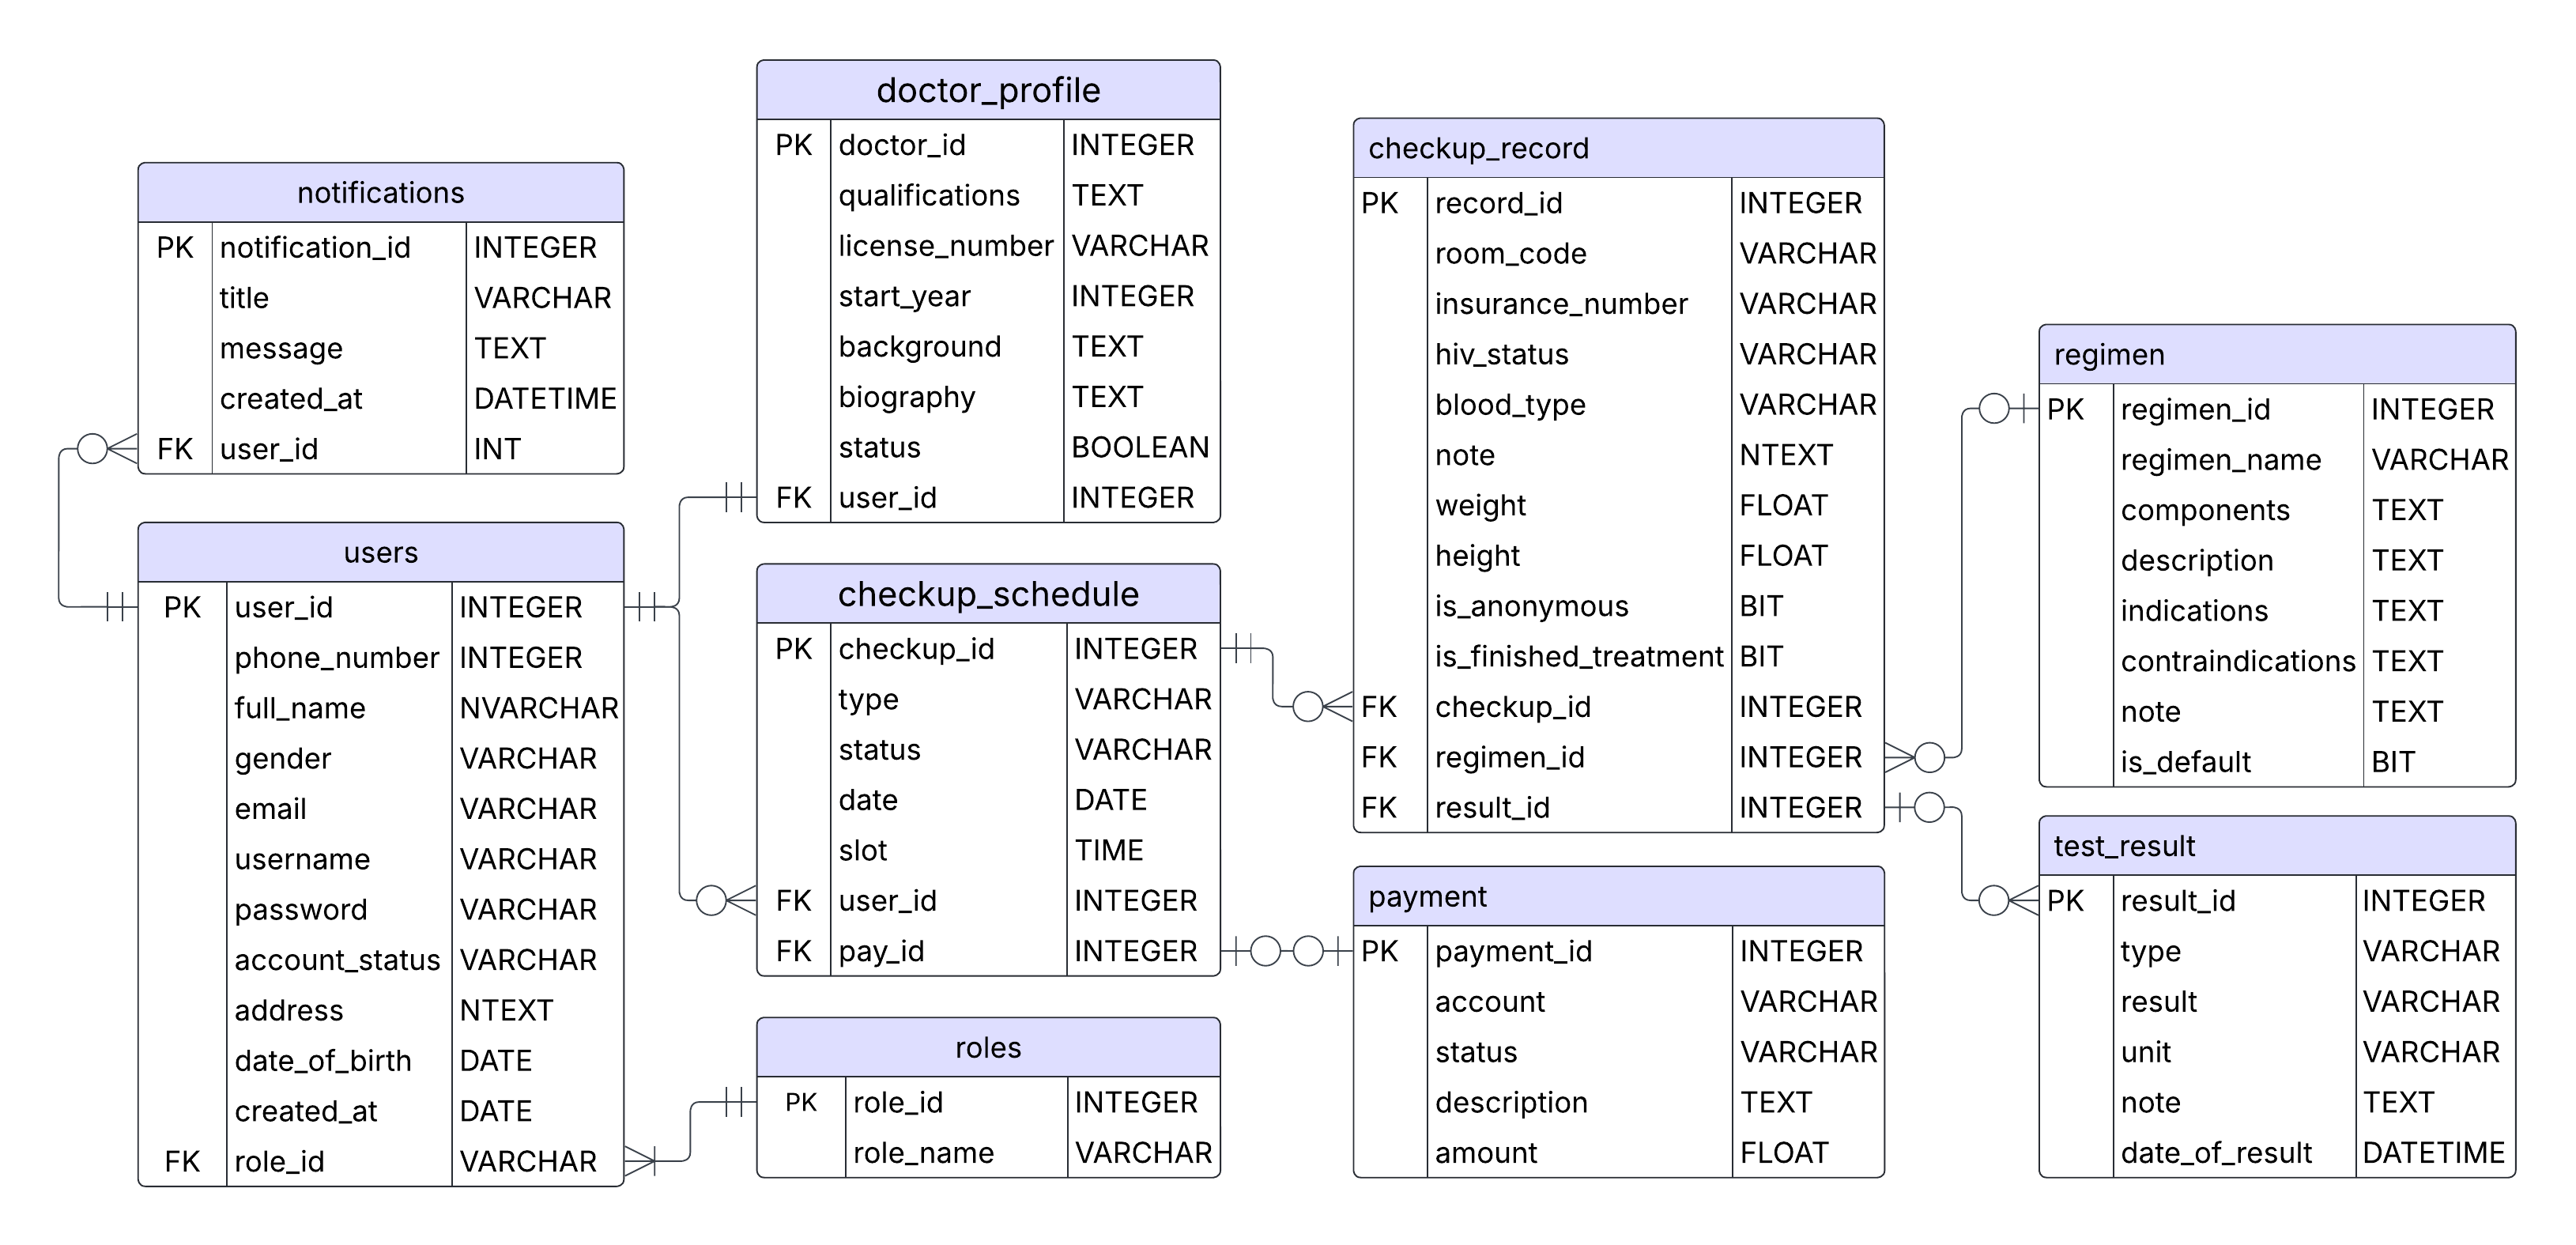 notifications
PK notification_id INTEGER
title VARCHAR
message TEXT
created_at DATETIME
FK user_id INT
users
PK user_id INTEGER
phone_number INTEGER
full_name NVARCHAR
gender VARCHAR
email VARCHAR
username VARCHAR
password VARCHAR
account_status VARCHAR
address NTEXT
date_of_birth DATE
created_at DATE
FK role_id VARCHAR
doctor_profile
PK doctor_id INTEGER
qualifications TEXT
license_number VARCHAR
start_year INTEGER
background TEXT
biography TEXT
status BOOLEAN
FK user_id INTEGER
checkup_schedule
PK checkup_id INTEGER
type VARCHAR
status VARCHAR
date DATE
slot TIME
FK user_id INTEGER
FK pay_id INTEGER
roles
PK role_id INTEGER
role_name VARCHAR
checkup_record
PK record_id INTEGER
room_code VARCHAR
insurance_number VARCHAR
hiv_status VARCHAR
blood_type VARCHAR
note NTEXT
weight FLOAT
height FLOAT
is_anonymous BIT
is_finished_treatment BIT
FK checkup_id INTEGER
FK regimen_id INTEGER
FK result_id INTEGER
payment
PK payment_id INTEGER
account VARCHAR
status VARCHAR
description TEXT
amount FLOAT
regimen
PK regimen_id INTEGER
regimen_name VARCHAR
components TEXT
description TEXT
indications TEXT
contraindications TEXT
note TEXT
is_default BIT
test_result
PK result_id INTEGER
type VARCHAR
result VARCHAR
unit VARCHAR
note TEXT
date_of_result DATETIME